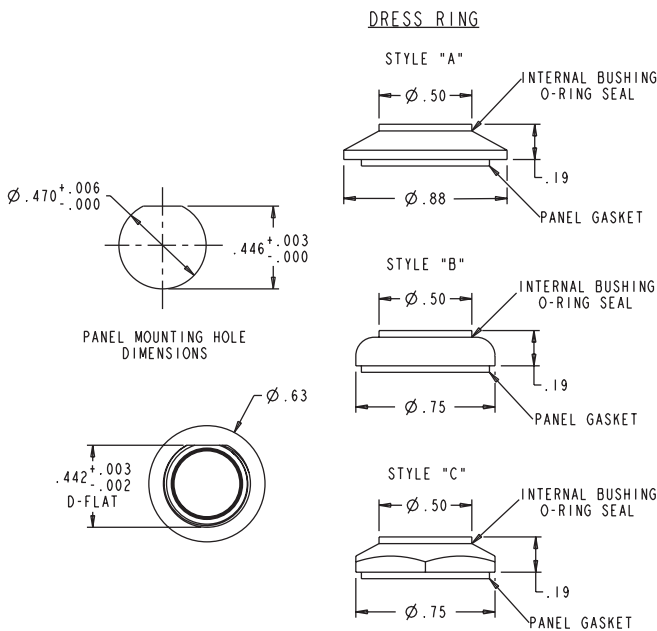 DRESS RING
STYLE "A"
INTERNAL BUSHING
O-RING SEAL
Ø.50
.19
Ø.88
PANEL GASKET
Ø.470 +.006
-.000
.446 +.003
-.000
PANEL MOUNTING HOLE
DIMENSIONS
STYLE "B"
INTERNAL BUSHING
O-RING SEAL
Ø.50
.19
Ø.75
PANEL GASKET
Ø.63
.442 +.003
-.002
D-FLAT
STYLE "C"
INTERNAL BUSHING
O-RING SEAL
Ø.50
.19
Ø.75
PANEL GASKET